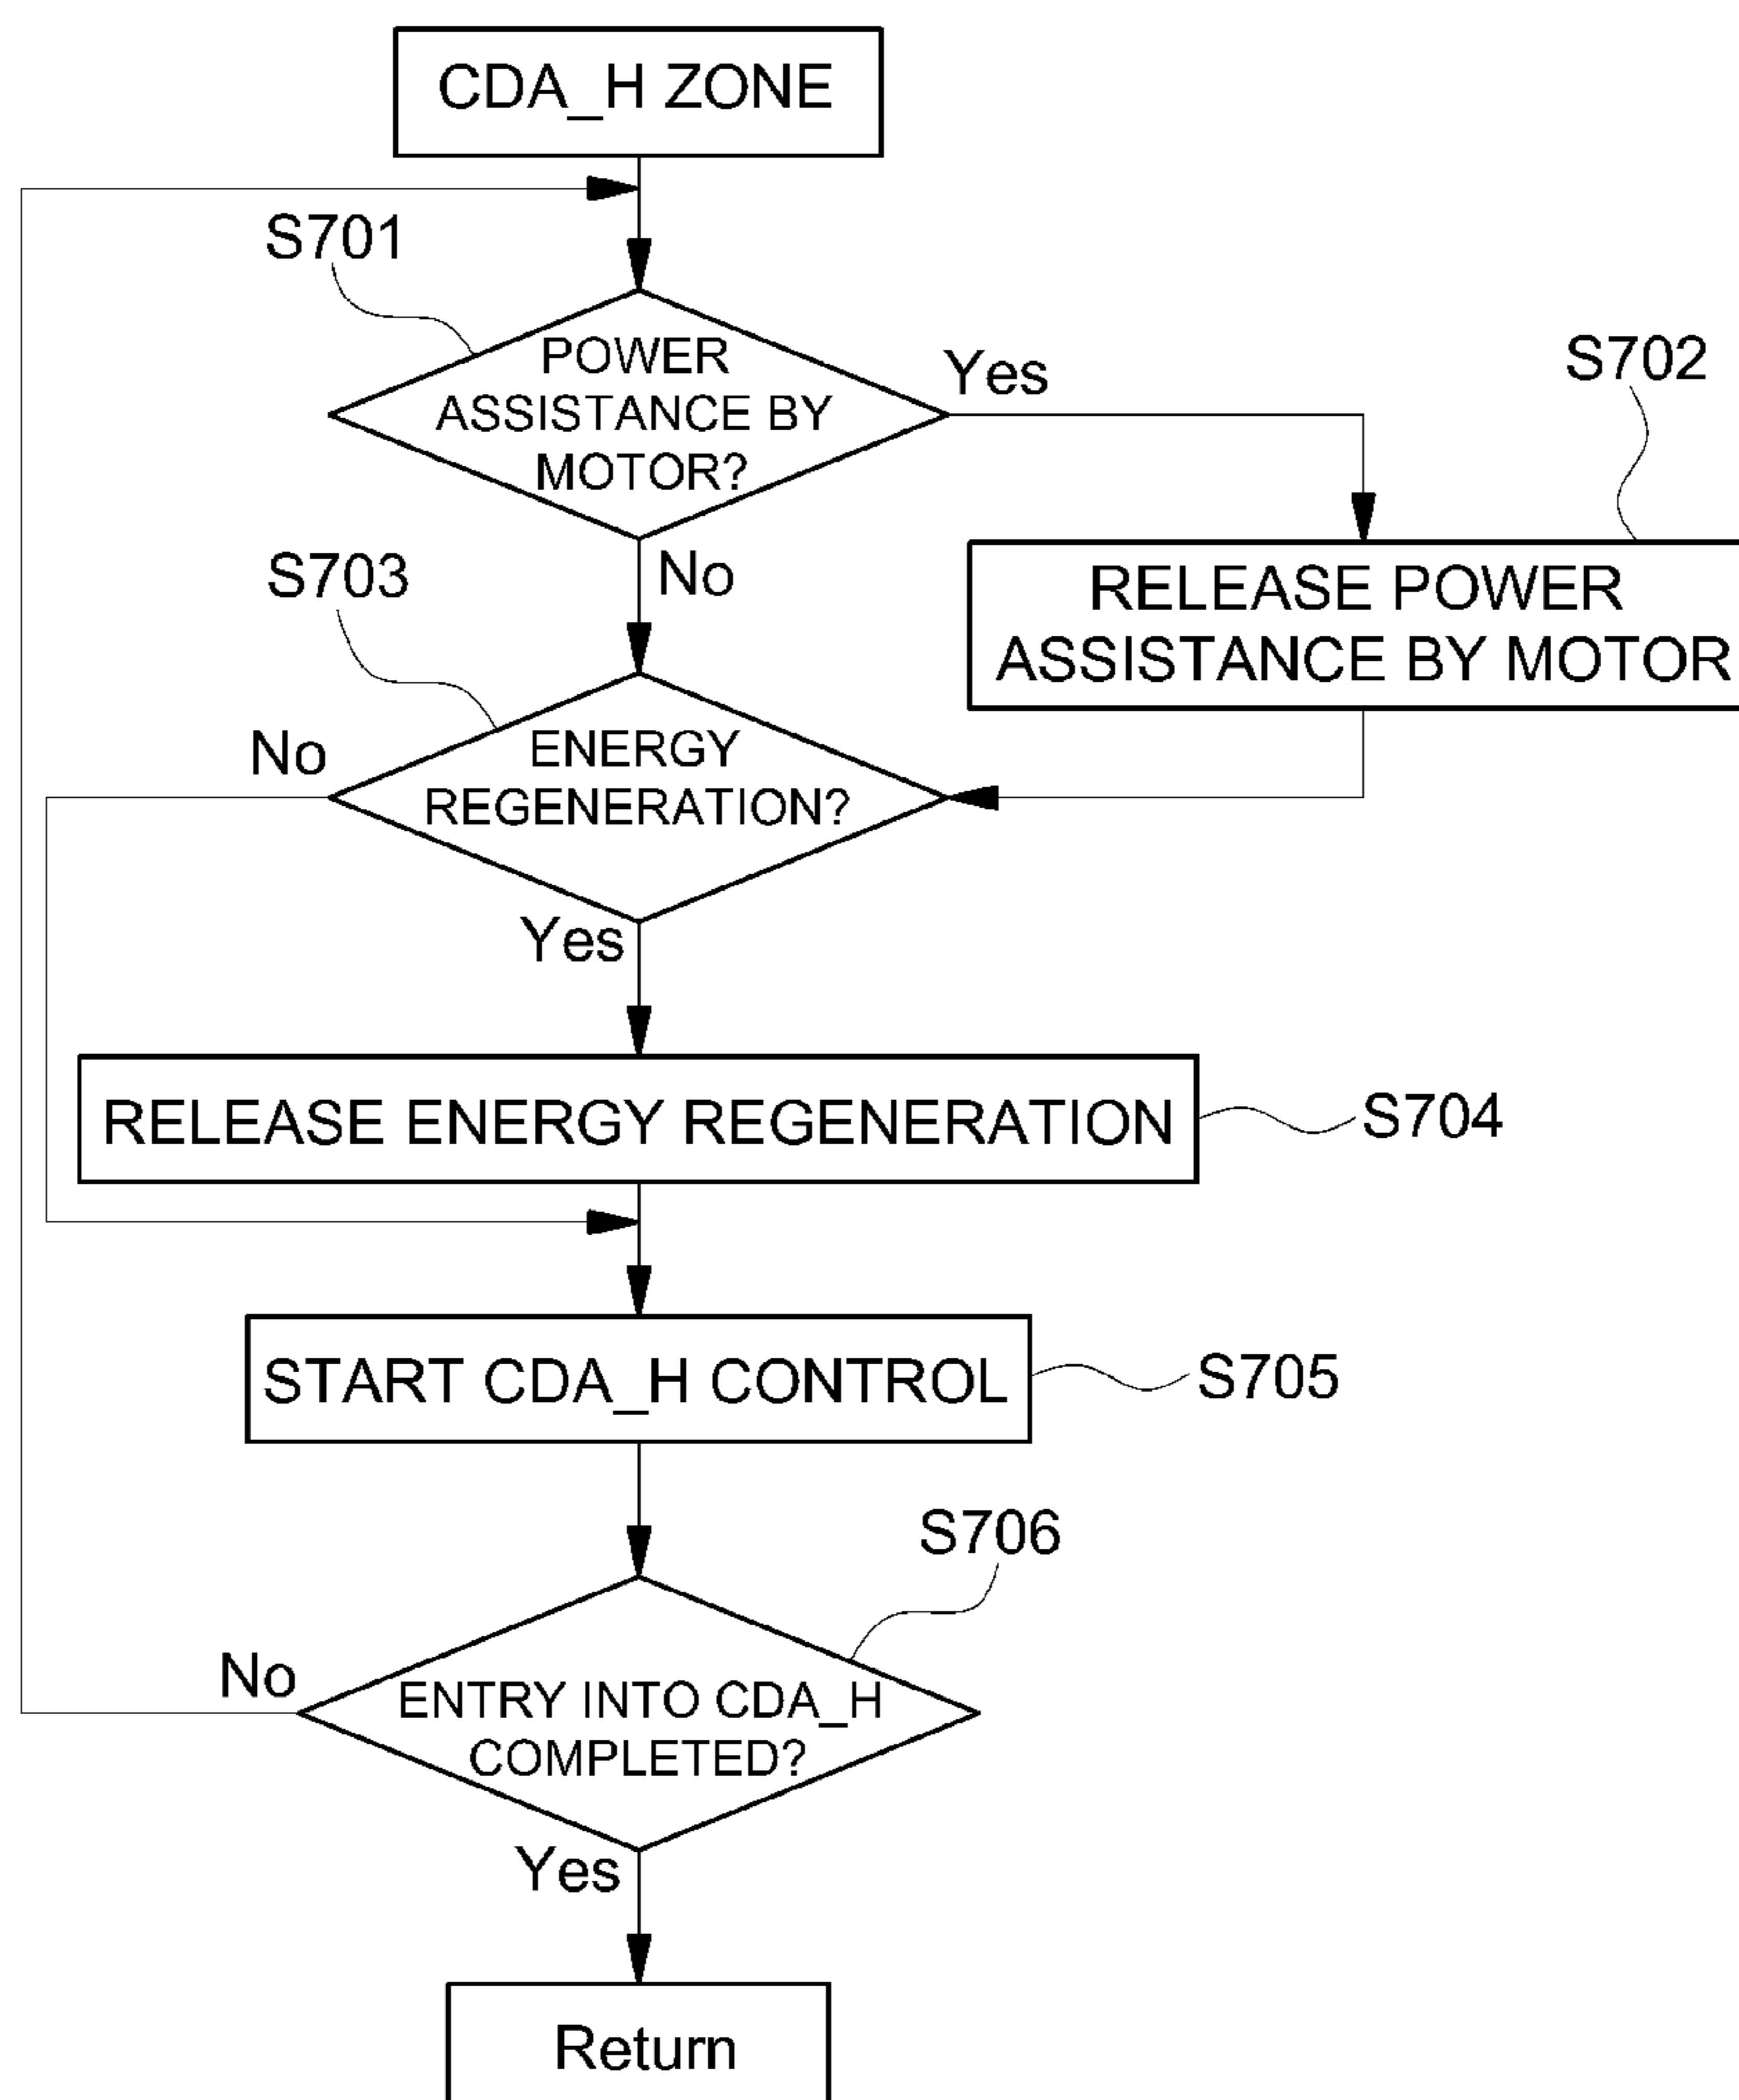 CDA_H ZONE
S701
POWER
ASSISTANCE BY
MOTOR?
Yes
S702
No
RELEASE POWER
ASSISTANCE BY MOTOR
S703
ENERGY
REGENERATION?
No
Yes
RELEASE ENERGY REGENERATION
S704
START CDA_H CONTROL
S705
S706
ENTRY INTO CDA_H
COMPLETED?
No
Yes
Return